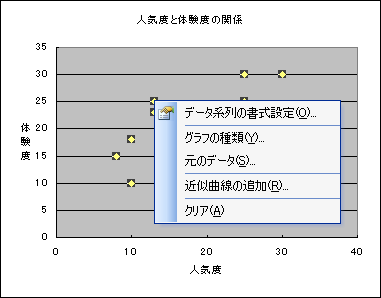 人気度と体験度の関係
35
30
25
20
15
10
5
0
体験度
0
10
20
30
40
人気度
データ系列の書式設定(O)...
グラフの種類(Y)...
元のデータ(S)...
近似曲線の追加(R)...
クリア(A)